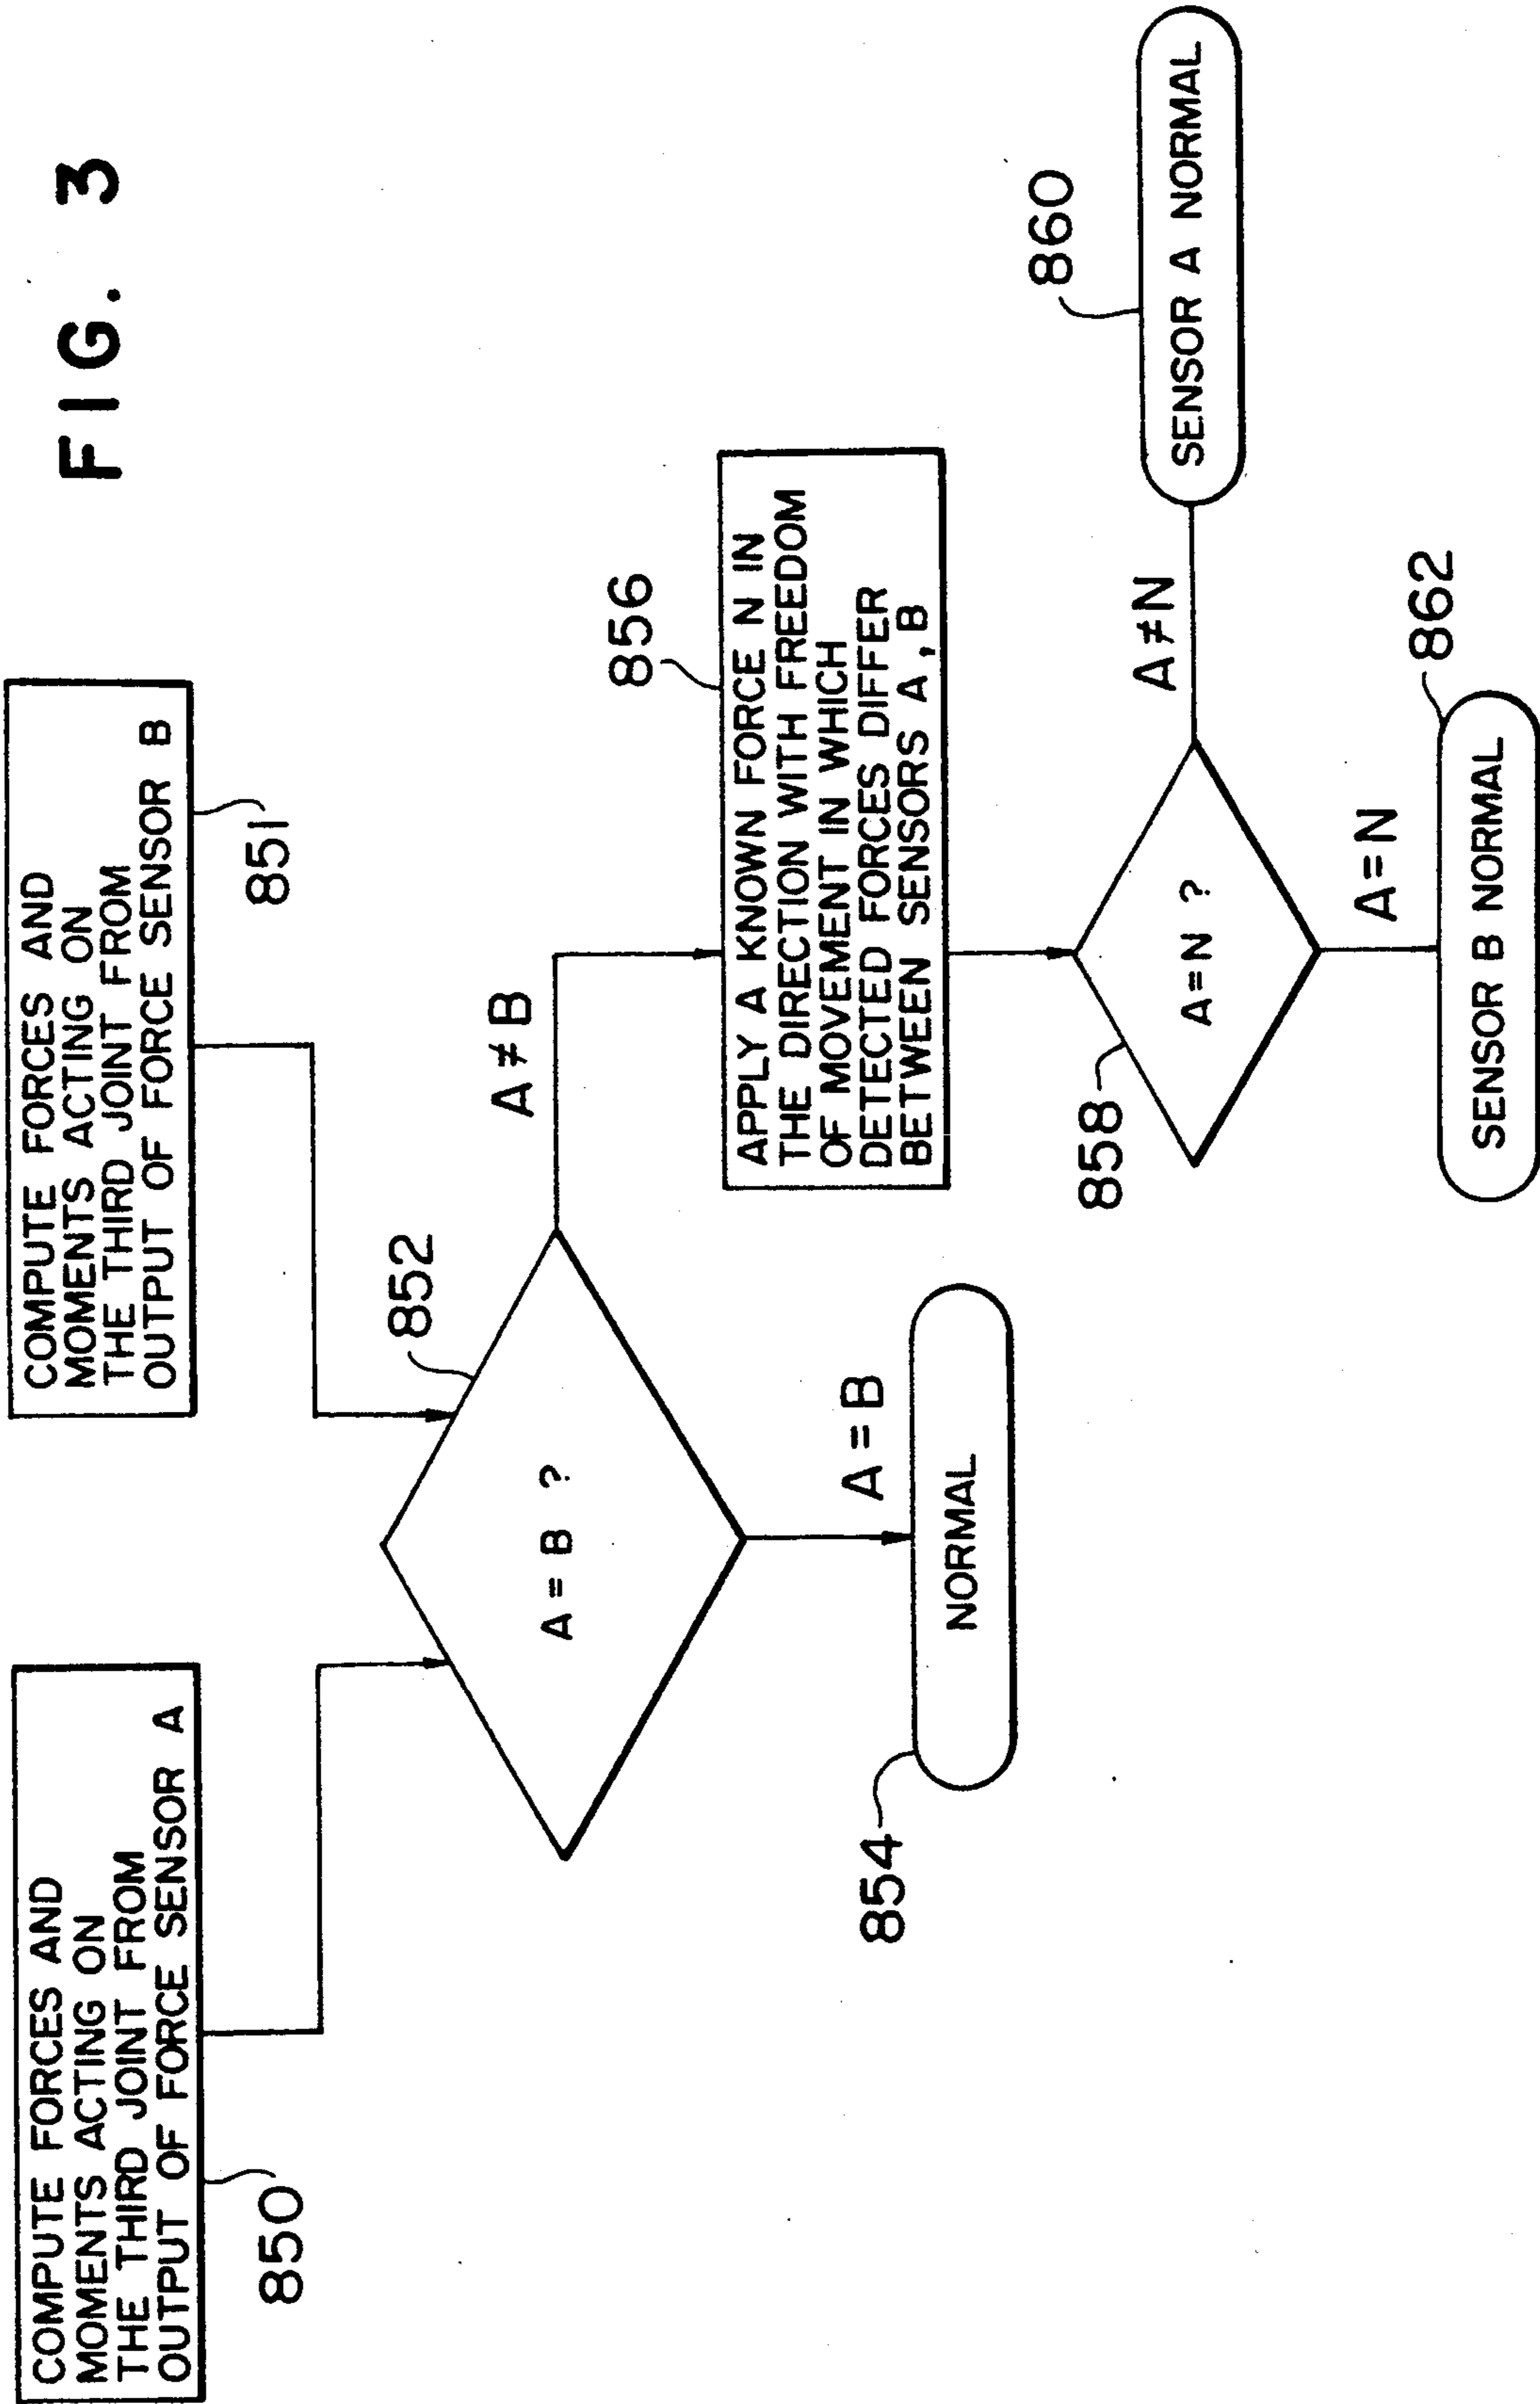 FIG. 3
COMPUTE FORCES AND
MOMENTS ACTING ON
THE THIRD JOINT FROM
OUTPUT OF FORCE SENSOR A
850
COMPUTE FORCES AND
MOMENTS ACTING ON
THE THIRD JOINT FROM
OUTPUT OF FORCE SENSOR B
851
852
A = B ?
A ≠ B
A = B
854
NORMAL
856
APPLY A KNOWN FORCE N IN
THE DIRECTION WITH FREEDOM
OF MOVEMENT IN WHICH
DETECTED FORCES DIFFER
BETWEEN SENSORS A, B
858
A = N ?
A ≠ N
860
SENSOR A NORMAL
A = N
862
SENSOR B NORMAL